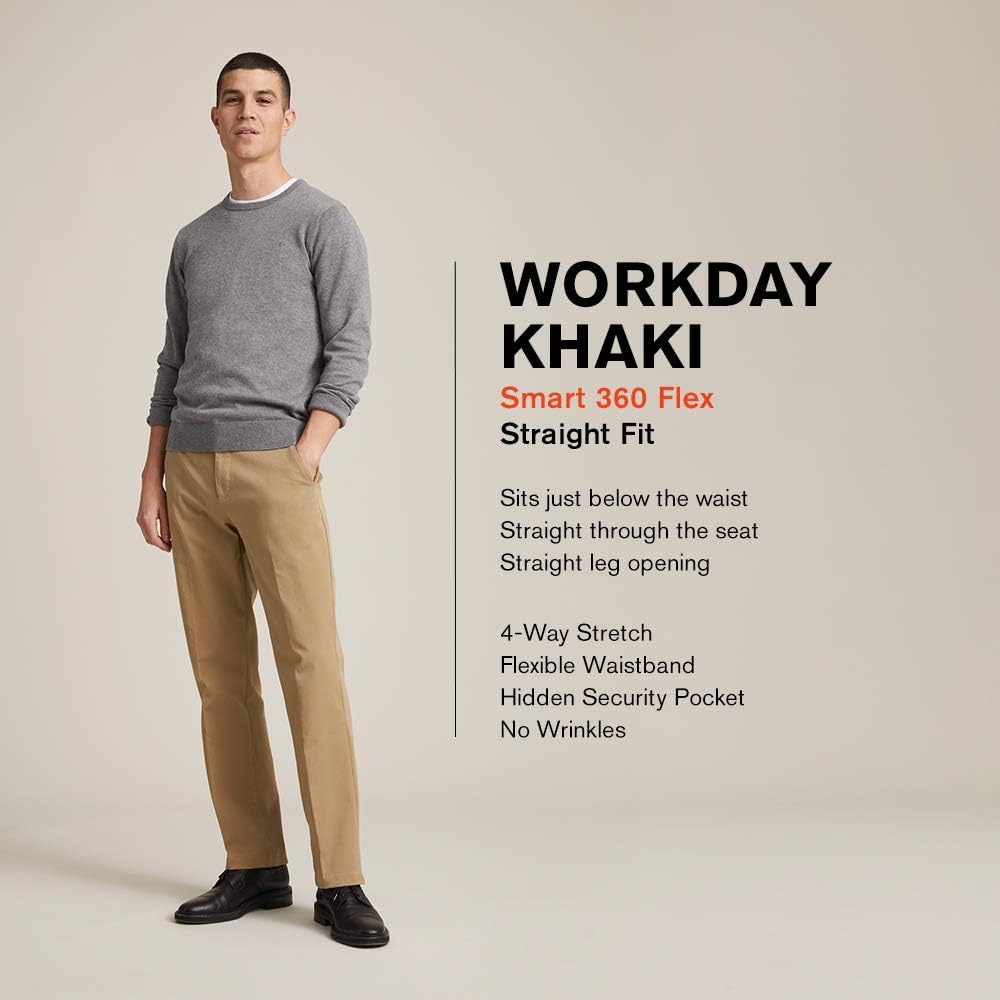 WORKDAY
KHAKI
Smart 360 Flex
Straight Fit
Sits just below the waist
Straight through the seat
Straight leg opening
4-Way Stretch
Flexible Waistband
Hidden Security Pocket
No Wrinkles